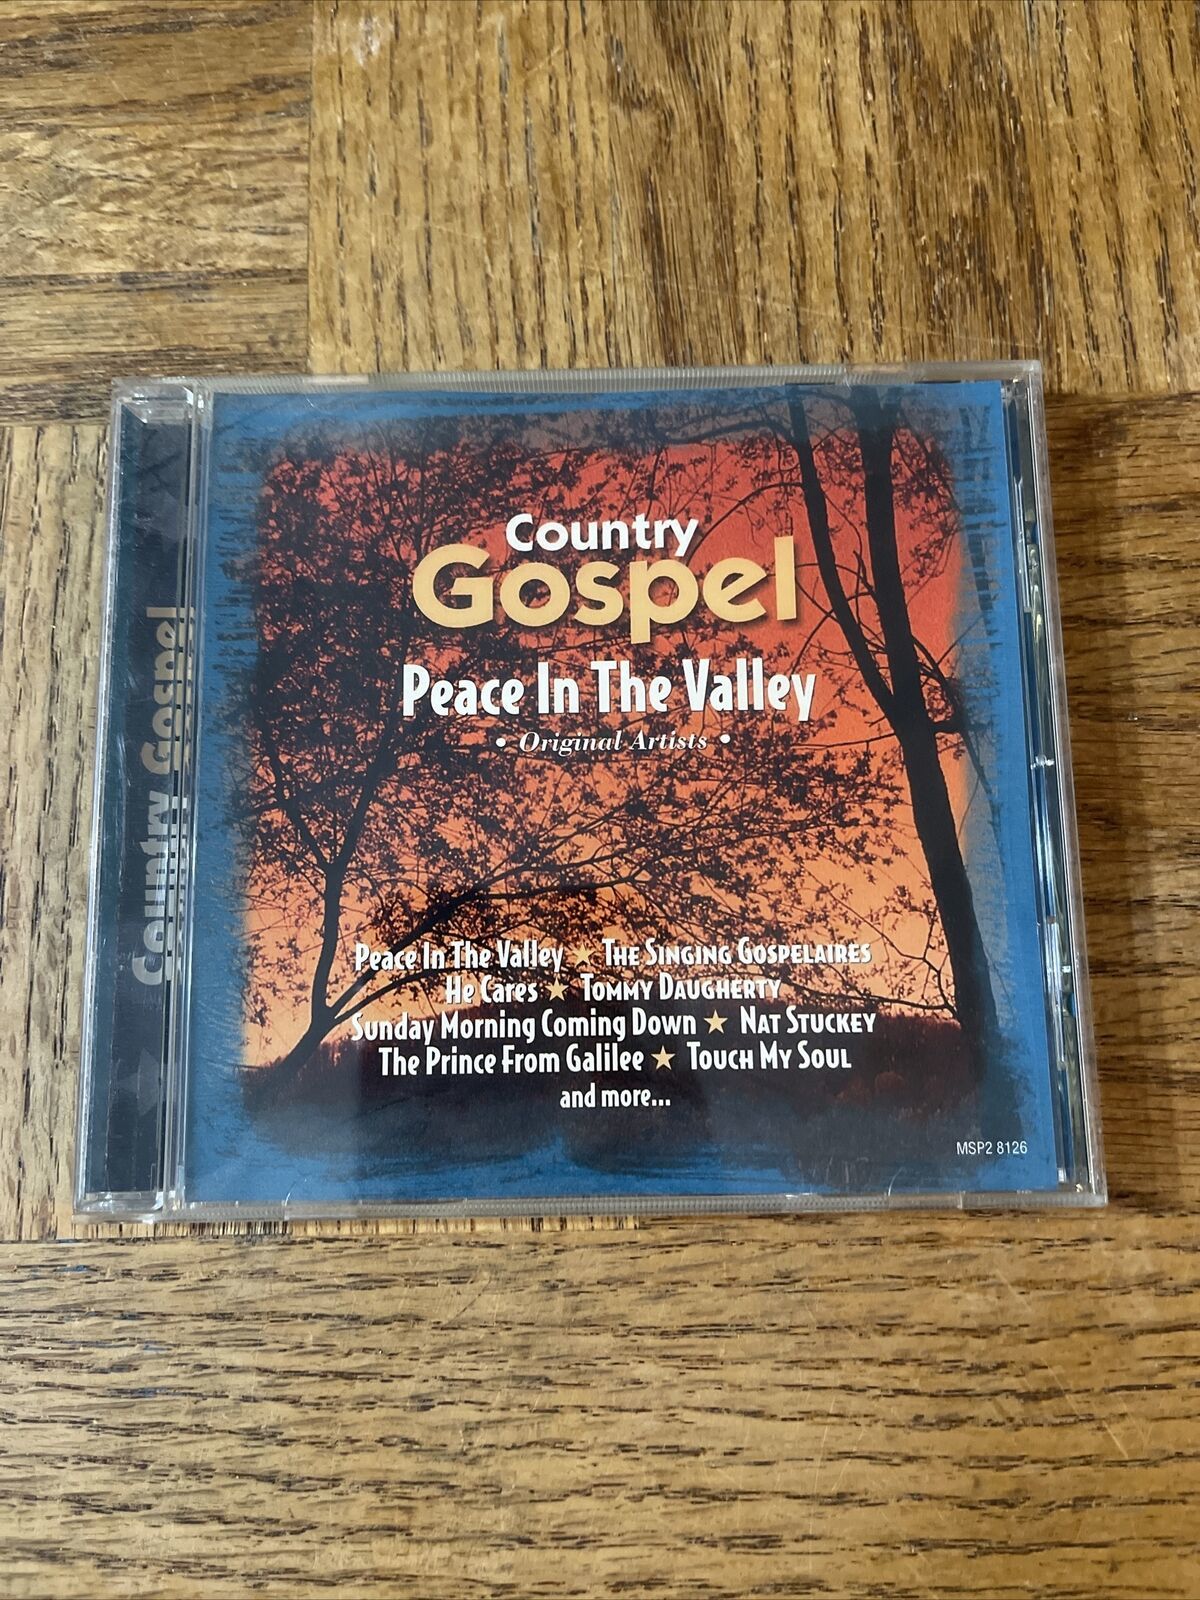 Country
Gospel
Peace In The Valley
• Original Artists •
Peace In The Valley ★ THE SINGING GOSPELAIRES
He Cares ★ TOMMY DAUGHERTY
Sunday Morning Coming Down ★ NAT STUCKEY
The Prince From Galilee ★ TOUCH MY SOUL
and more...
MSP2 8126
Country Gospel